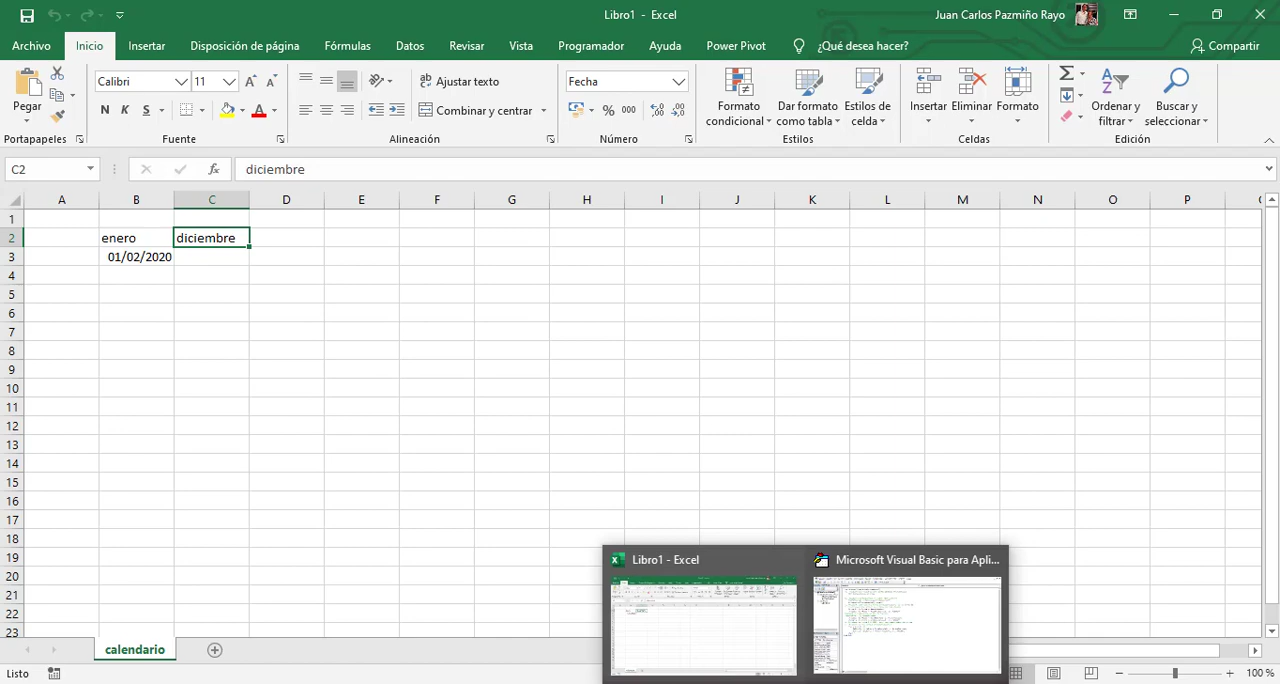 Libro1 - Excel
Juan Carlos Pazmiño Rayo
Archivo Inicio Insertar Disposición de página Fórmulas Datos Revisar Vista Programador Ayuda Power Pivot ¿Qué desea hacer? Compartir
Pegar
Portapapeles
Calibri 11
N K S
Fuente
Ajustar texto
Combinar y centrar
Alineación
Fecha
% 000
Número
Formato condicional
Dar formato como tabla
Estilos de celda
Estilos
Insertar Eliminar Formato
Celdas
Ordenar y filtrar
Buscar y seleccionar
Edición
C2 fx diciembre
A B C D E F G H I J K L M N O P
1
2 enero diciembre
3 01/02/2020
4
5
6
7
8
9
10
11
12
13
14
15
16
17
18
19
20
21
22
23
Libro1 - Excel
Microsoft Visual Basic para Apli...
calendario
Listo
100 %